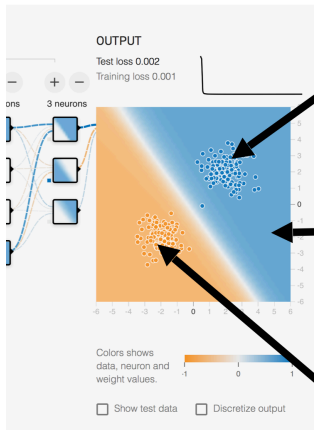 OUTPUT
Test loss 0.002
Training loss 0.001
− + −
ons 3 neurons
5
4
3
2
1
0
-1
-2
-3
-4
-5
-6
-6 -5 -4 -3 -2 -1 0 1 2 3 4 5 6
Colors shows
data, neuron and
weight values.
-1 0 1
Show test data Discretize output